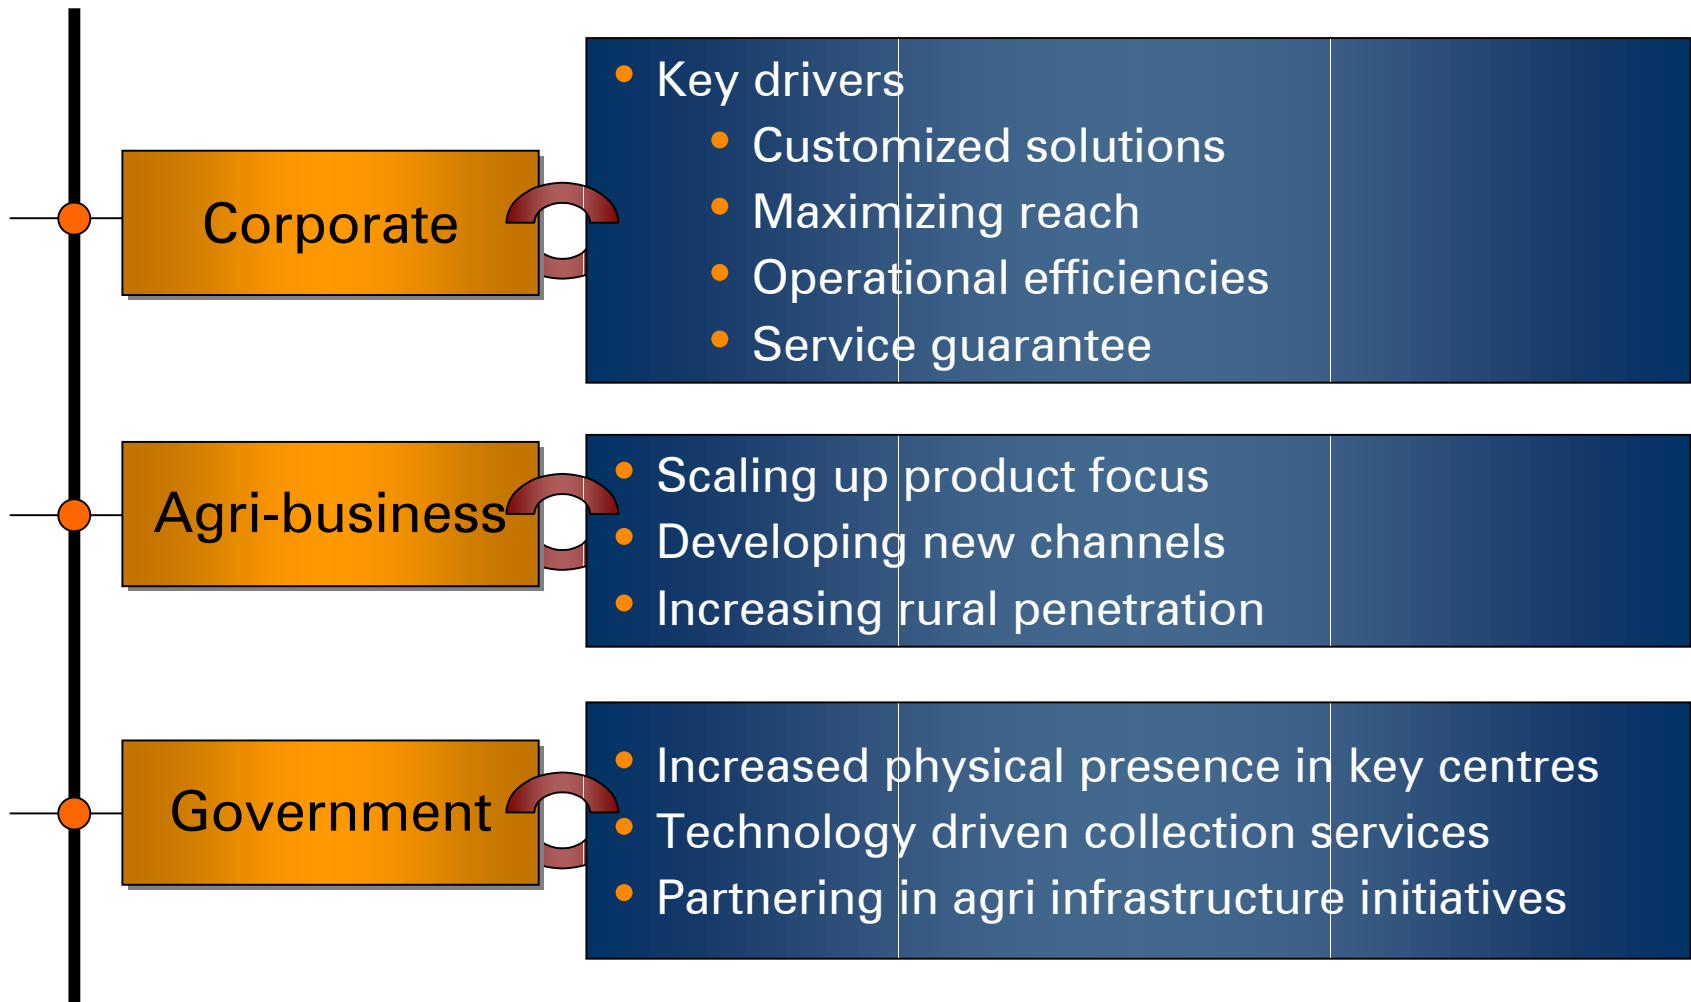 Corporate
Key drivers
Customized solutions
Maximizing reach
Operational efficiencies
Service guarantee
Agri-business
Scaling up product focus
Developing new channels
Increasing rural penetration
Government
Increased physical presence in key centres
Technology driven collection services
Partnering in agri infrastructure initiatives